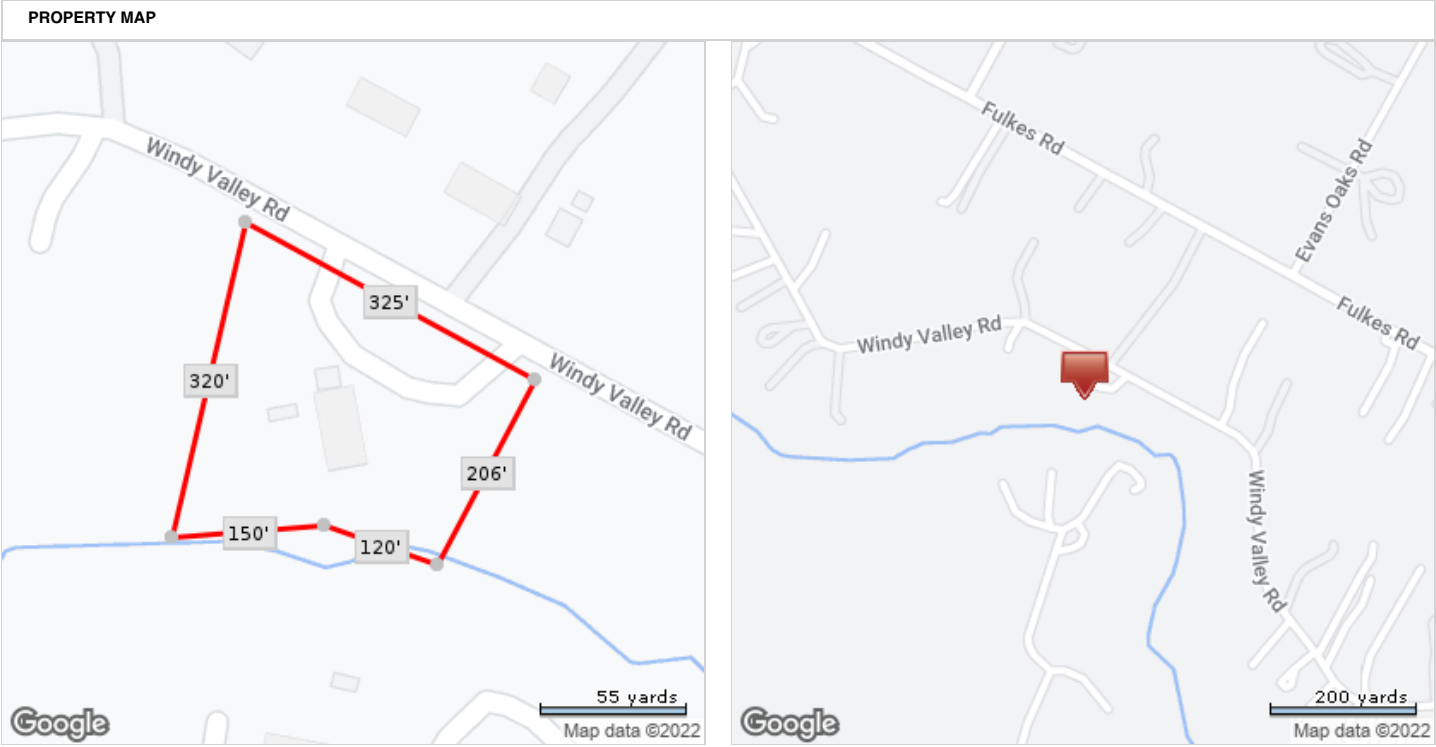 PROPERTY MAP
Windy Valley Rd
325'
320'
Windy Valley Rd
206'
150'
120'
55 yards
Google
Map data ©2022
Fulkes Rd
Evans Oaks Rd
Fulkes Rd
Windy Valley Rd
Windy Valley Rd
200 yards
Google
Map data ©2022